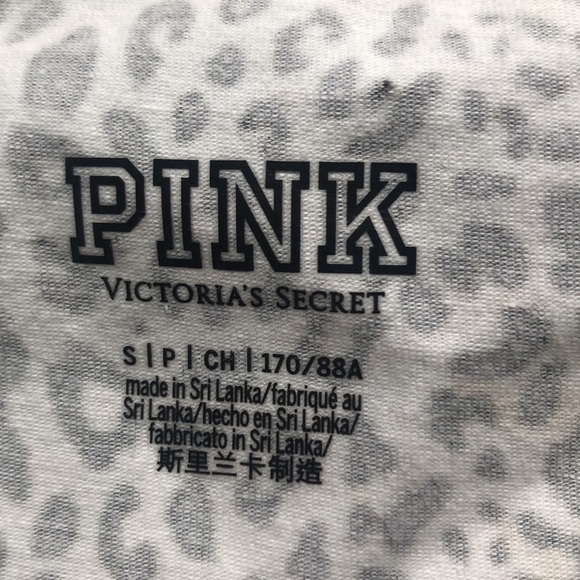 PINK
VICTORIA'S SECRET
S | P | CH | 170/88A
made in Sri Lanka/fabriqué au
Sri Lanka/hecho en Sri Lanka/
fabbricato in Sri Lanka/
斯里兰卡制造